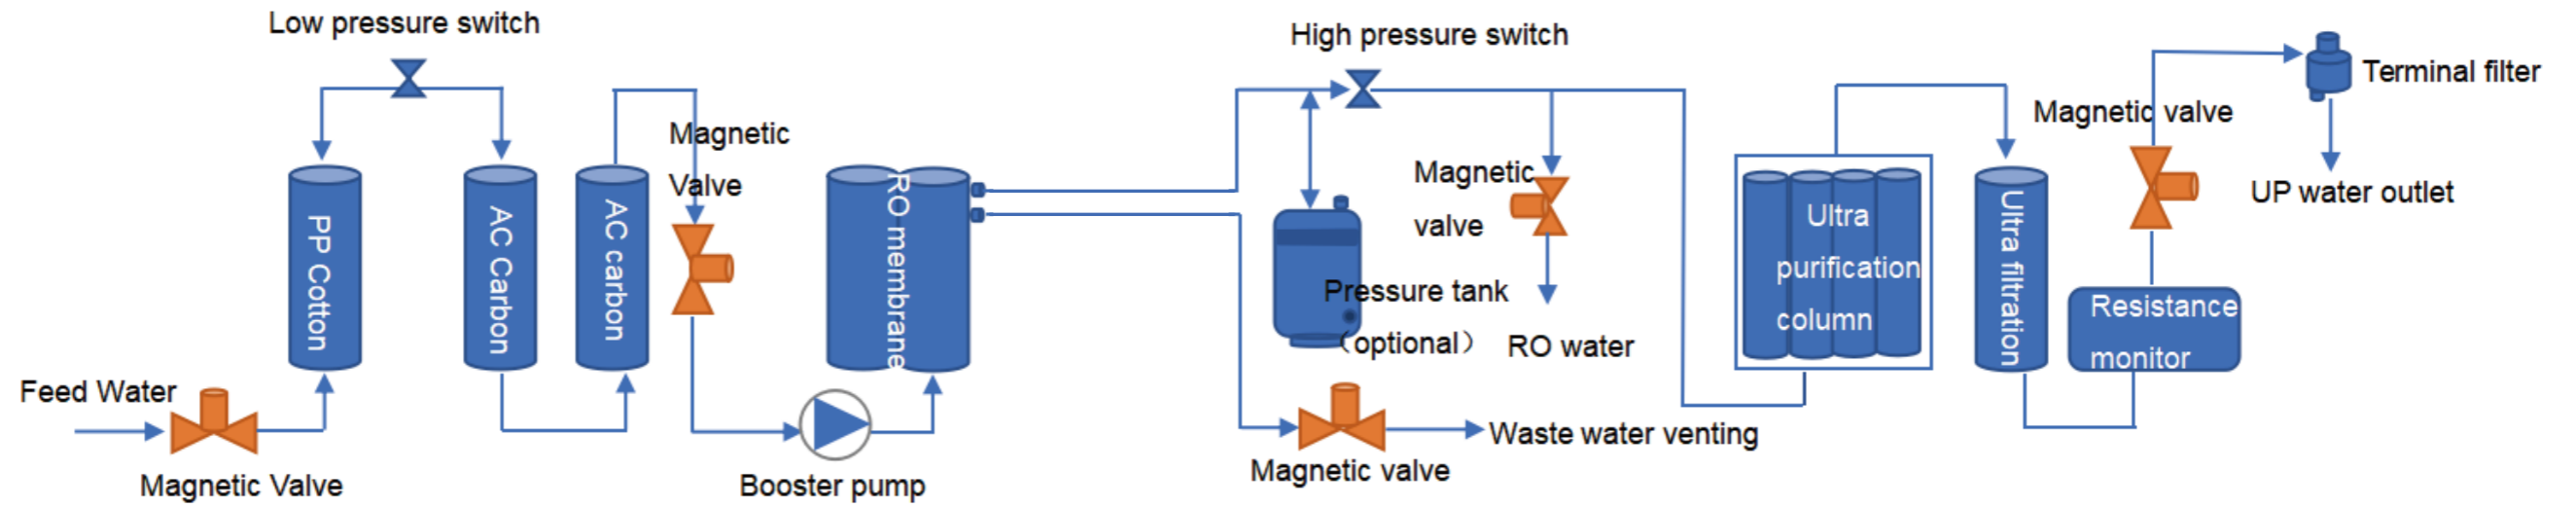 Low pressure switch
High pressure switch
Terminal filter
Magnetic valve
Magnetic
Valve
Magnetic
valve
UP water outlet
PP Cotton
AC Carbon
AC carbon
RO membrane
Ultra
purification
column
Ultra filtration
Pressure tank
（optional）
RO water
Resistance
monitor
Feed Water
Waste water venting
Magnetic Valve
Booster pump
Magnetic valve